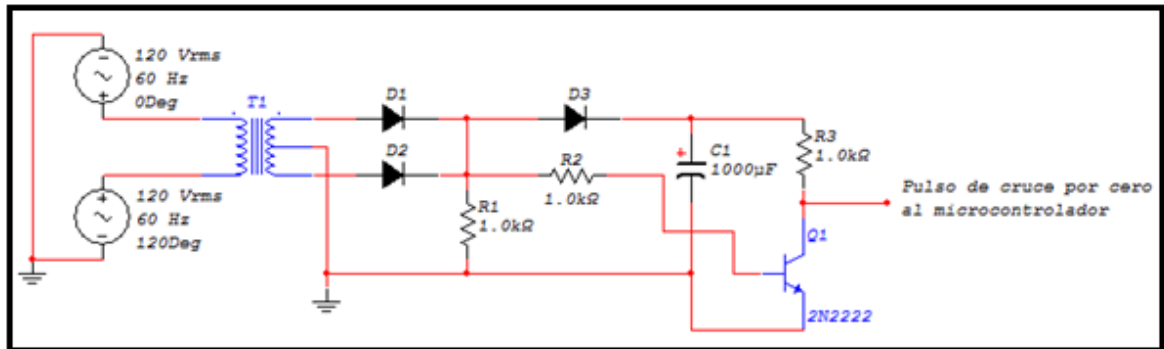 120 Vrms
60 Hz
0Deg
T1
D1
D2
D3
R1
1.0kΩ
R2
1.0kΩ
C1
1000µF
+
R3
1.0kΩ
Pulso de cruce por cero
al microcontrolador
Q1
2N2222
120 Vrms
60 Hz
120Deg